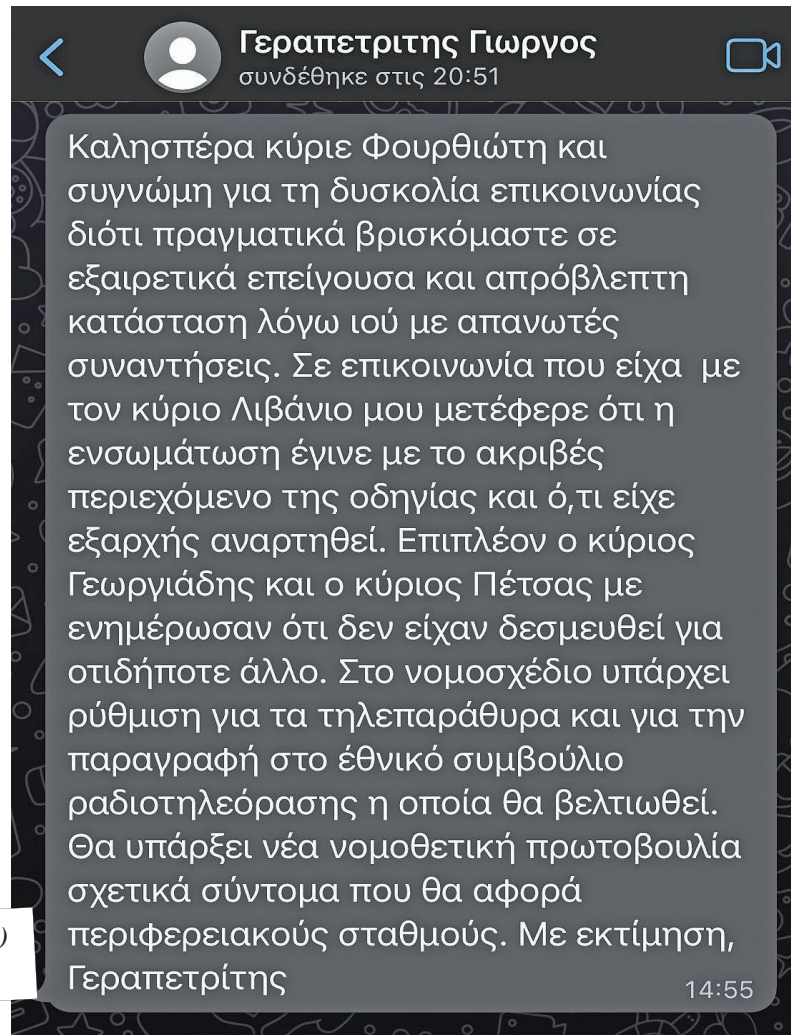 Γεραπετριτης Γιωργος
συνδέθηκε στις 20:51
Καλησπέρα κύριε Φουρθιώτη και
συγνώμη για τη δυσκολία επικοινωνίας
διότι πραγματικά βρισκόμαστε σε
εξαιρετικά επείγουσα και απρόβλεπτη
κατάσταση λόγω ιού με απανωτές
συναντήσεις. Σε επικοινωνία που είχα  με
τον κύριο Λιβάνιο μου μετέφερε ότι η
ενσωμάτωση έγινε με το ακριβές
περιεχόμενο της οδηγίας και ό,τι είχε
εξαρχής αναρτηθεί. Επιπλέον ο κύριος
Γεωργιάδης και ο κύριος Πέτσας με
ενημέρωσαν ότι δεν είχαν δεσμευθεί για
οτιδήποτε άλλο. Στο νομοσχέδιο υπάρχει
ρύθμιση για τα τηλεπαράθυρα και για την
παραγραφή στο έθνικό συμβούλιο
ραδιοτηλεόρασης η οποία θα βελτιωθεί.
Θα υπάρξει νέα νομοθετική πρωτοβουλία
σχετικά σύντομα που θα αφορά
περιφερειακούς σταθμούς. Με εκτίμηση,
Γεραπετρίτης
14:55
)